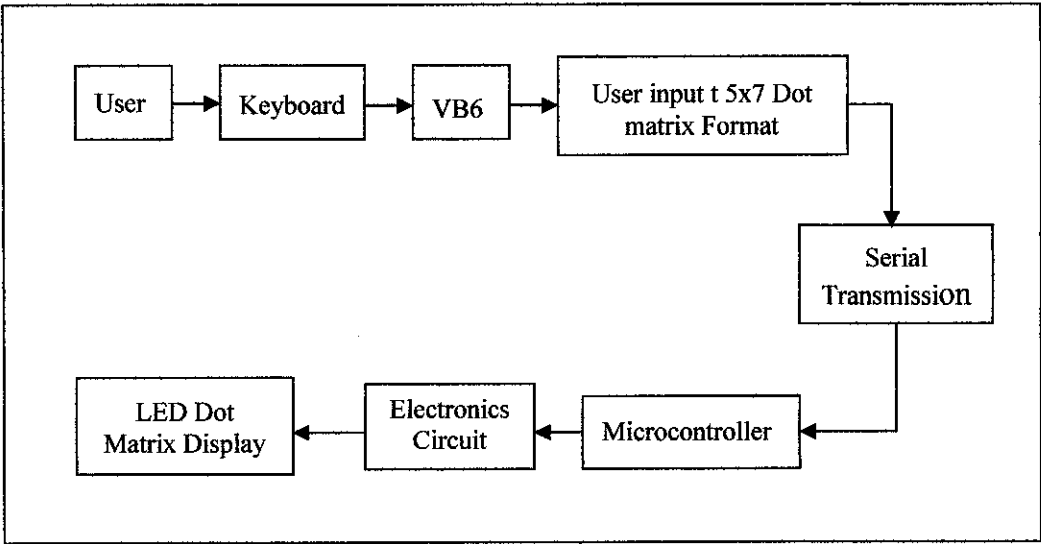 User
Keyboard
VB6
User input t 5x7 Dot
matrix Format
Serial
Transmission
Microcontroller
Electronics
Circuit
LED Dot
Matrix Display